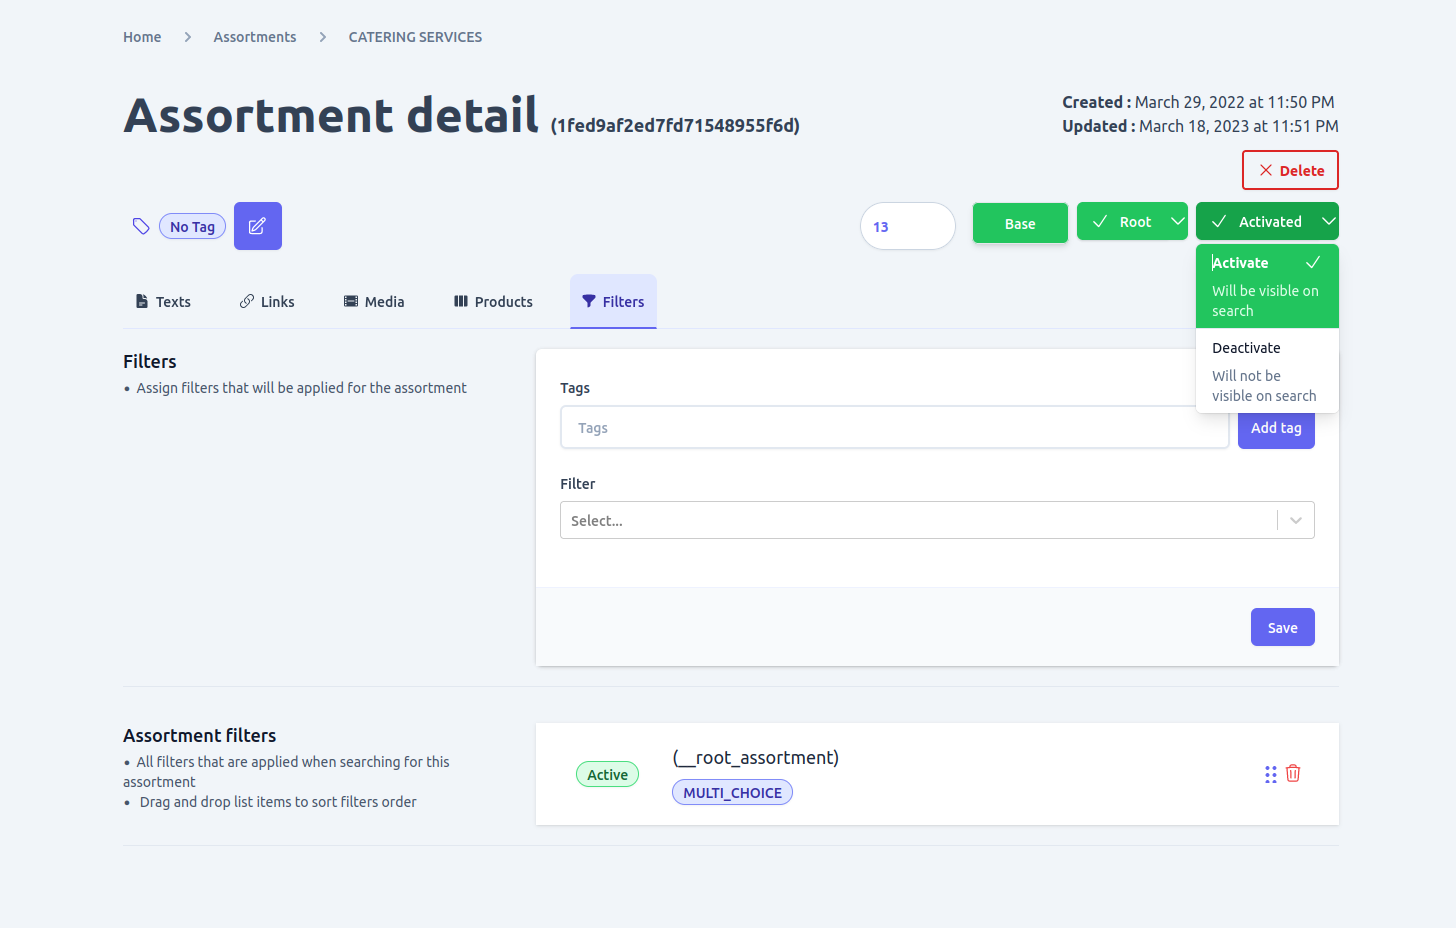 Home
Assortments
CATERING SERVICES
Assortment detail (1fed9af2ed7fd71548955f6d)
Created : March 29, 2022 at 11:50 PM
Updated : March 18, 2023 at 11:51 PM
Delete
No Tag
13
Base
Root
Activated
Activate
Will be visible on
search
Deactivate
Will not be
visible on search
Texts
Links
Media
Products
Filters
Filters
• Assign filters that will be applied for the assortment
Tags
Tags
Add tag
Filter
Select...
Save
Assortment filters
• All filters that are applied when searching for this
assortment
• Drag and drop list items to sort filters order
Active
(__root_assortment)
MULTI_CHOICE